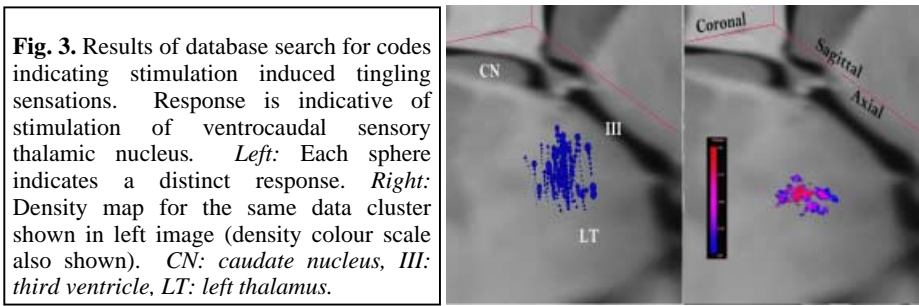 Fig. 3. Results of database search for codes
indicating stimulation induced tingling
sensations. Response is indicative of
stimulation of ventrocaudal sensory
thalamic nucleus. Left: Each sphere
indicates a distinct response. Right:
Density map for the same data cluster
shown in left image (density colour scale
also shown). CN: caudate nucleus, III:
third ventricle, LT: left thalamus.
CN
III
LT
Coronal
Sagittal
Axial